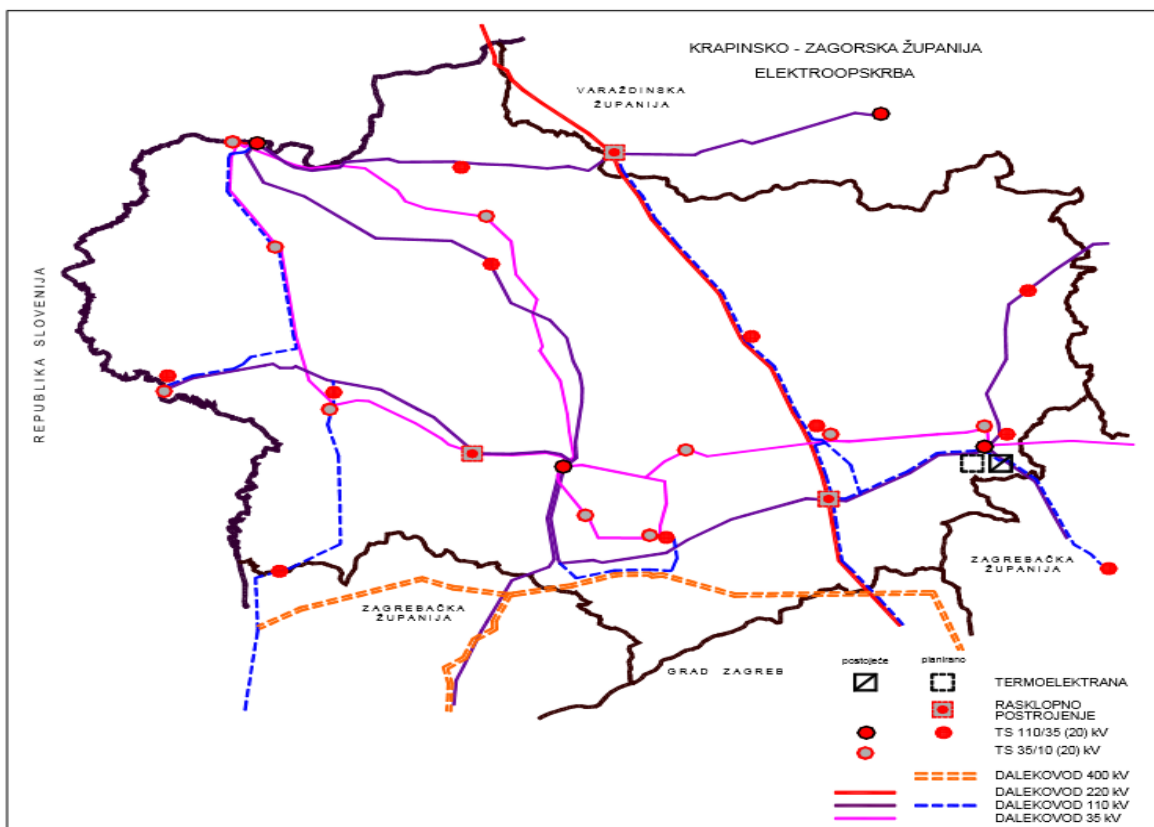 KRAPINSKO - ZAGORSKA ŽUPANIJA
ELEKTROOPSKRBA
VARAŽDINSKA
ŽUPANIJA
REPUBLIKA SLOVENIJA
ZAGREBAČKA
ŽUPANIJA
ZAGREBAČKA
ŽUPANIJA
GRAD ZAGREB
postojeće planirano
TERMOELEKTRANA
RASKLOPNO
POSTROJENJE
TS 110/35 (20) kV
TS 35/10 (20) kV
DALEKOVOD 400 kV
DALEKOVOD 220 kV
DALEKOVOD 110 kV
DALEKOVOD 35 kV